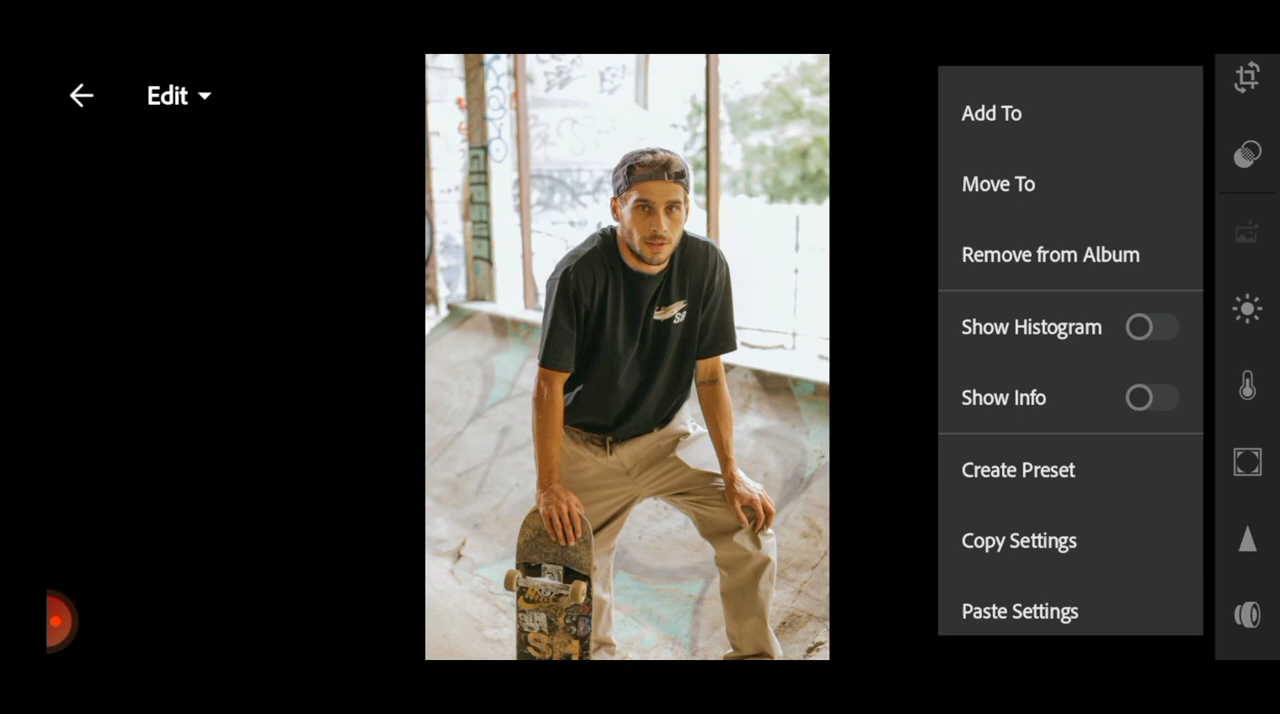 Edit
Add To
Move To
Remove from Album
Show Histogram
Show Info
Create Preset
Copy Settings
Paste Settings